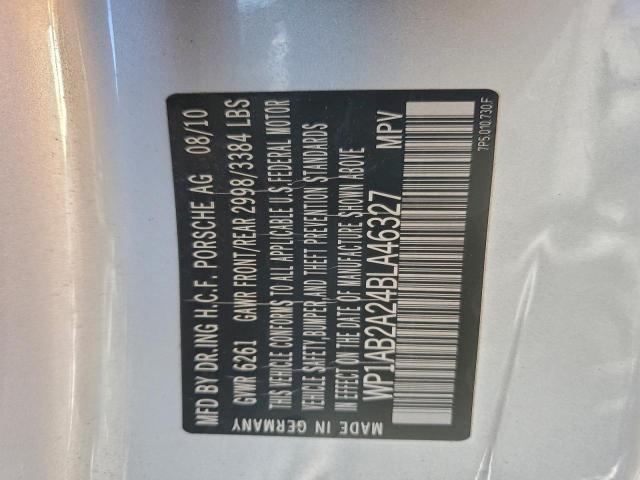 MFD BY DR.ING H.C.F. PORSCHE AG 08/10
GVWR 6261 GAWR FRONT/REAR 2998/3384 LBS
THIS VEHICLE CONFORMS TO ALL APPLICABLE U.S.FEDERAL MOTOR
VEHICLE SAFETY,BUMPER,AND THEFT PREVENTION STANDARDS
IN EFFECT ON THE DATE OF MANUFACTURE SHOWN ABOVE
WP1AB2A24BLA46327 MPV
MADE IN GERMANY
7P5.010.730.F